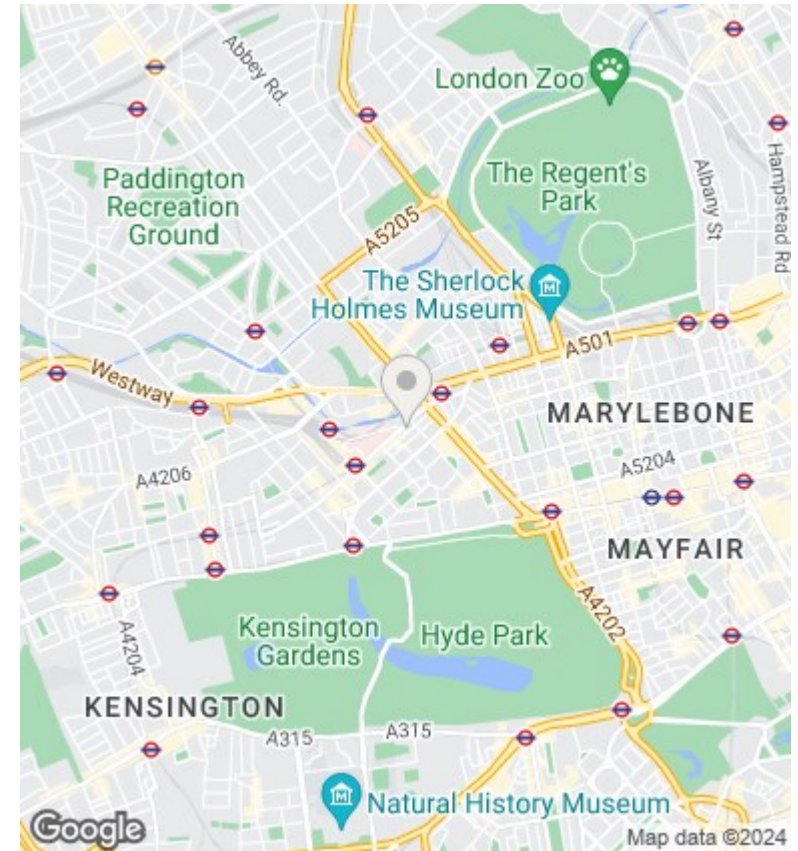 Abbey Rd.
London Zoo
Paddington
Recreation
Ground
The Regent's
Park
Albany St
Hampstead Rd
A5205
The Sherlock
Holmes Museum
A501
Westway
MARYLEBONE
A5204
A4206
MAYFAIR
A4202
Kensington
Gardens
Hyde Park
A4204
KENSINGTON
A315
A315
Natural History Museum
Google
Map data ©2024